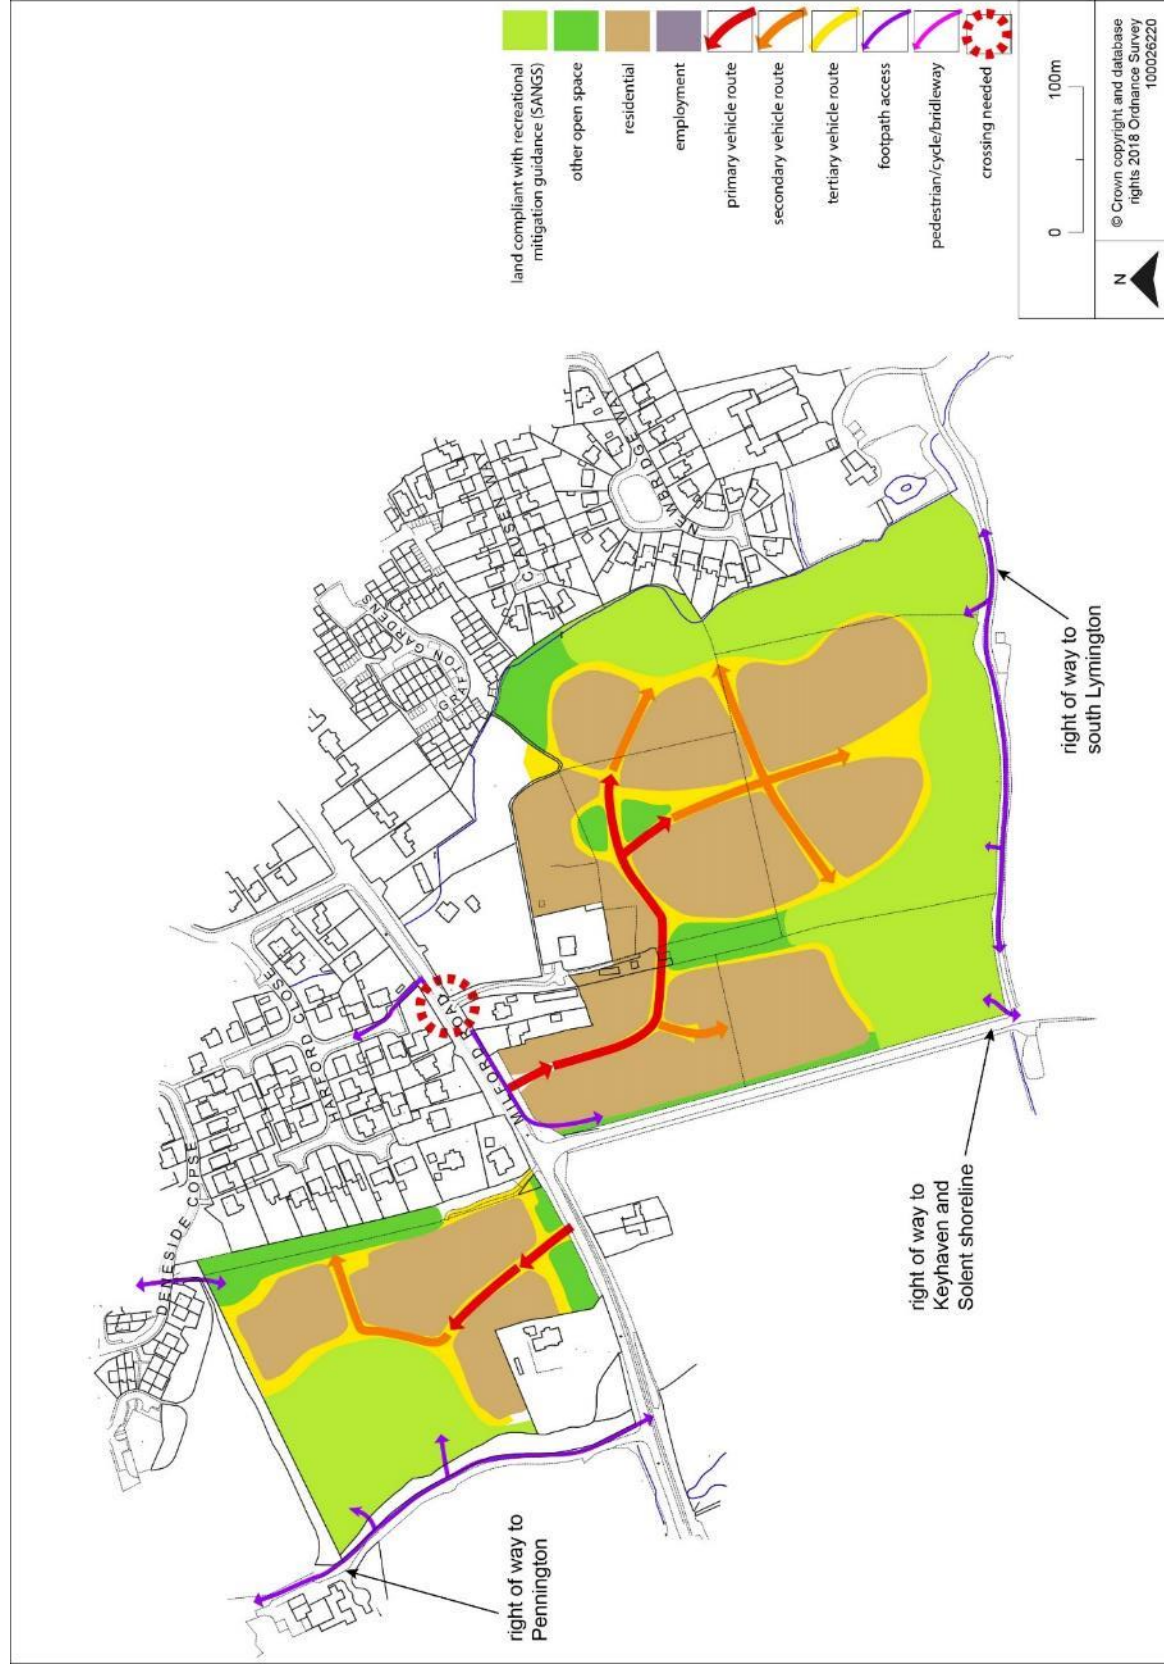 land compliant with recreational
mitigation guidance (SANGS)
other open space
residential
employment
primary vehicle route
secondary vehicle route
tertiary vehicle route
footpath access
pedestrian/cycle/bridleway
crossing needed
0
100m
N
© Crown copyright and database
rights 2018 Ordnance Survey
100026220
DENESIDE COPSE
HARFORD CLOSE
MILFORD ROAD
GRAFTON GARDENS
CLAUSEN WAY
NEWBRIDGE WAY
right of way to
Pennington
right of way to
Keyhaven and
Solent shoreline
right of way to
south Lymington